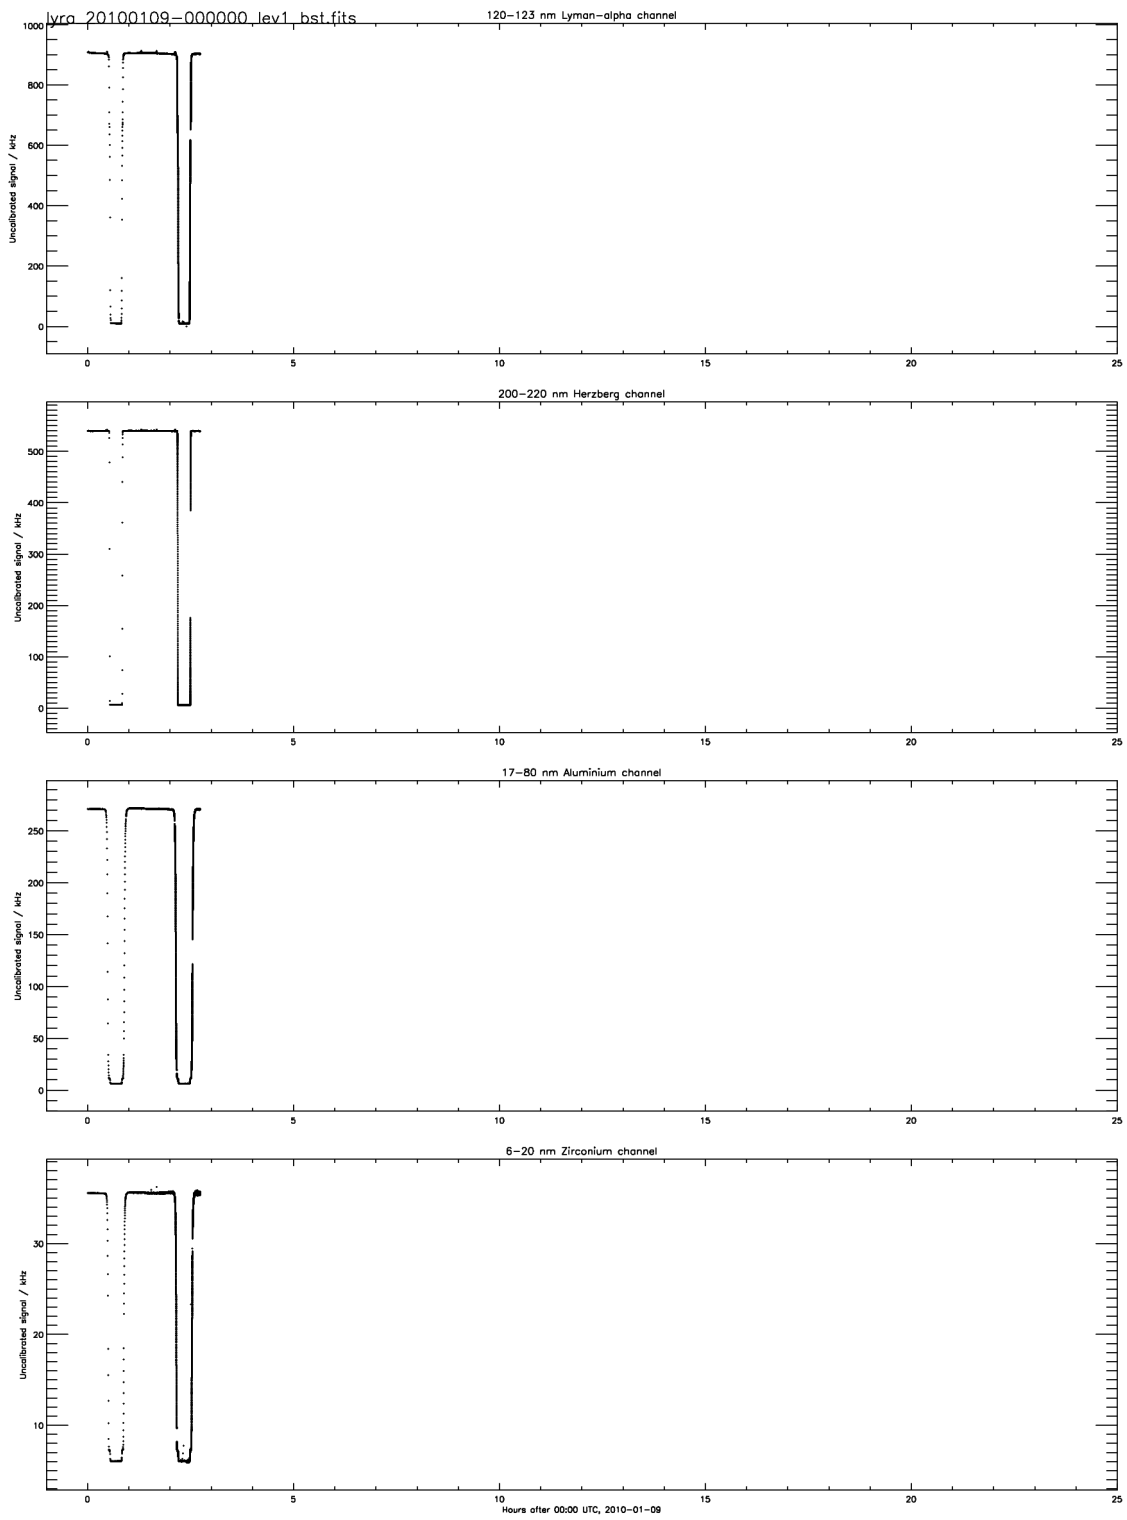 lyra_20100109-000000_lev1_bst.fits
120-123 nm Lyman-alpha channel
1000
800
600
400
200
0
Uncalibrated signal / kHz
0 5 10 15 20 25
200-220 nm Herzberg channel
500
400
300
200
100
0
Uncalibrated signal / kHz
0 5 10 15 20 25
17-80 nm Aluminium channel
250
200
150
100
50
0
Uncalibrated signal / kHz
0 5 10 15 20 25
6-20 nm Zirconium channel
30
20
10
Uncalibrated signal / kHz
0 5 10 15 20 25
Hours after 00:00 UTC, 2010-01-09